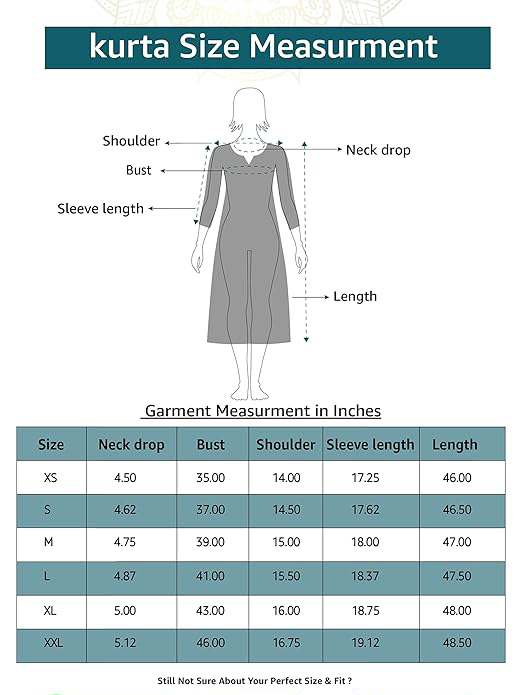 kurta Size Measurment
Shoulder
Neck drop
Bust
Sleeve length
Length
Garment Measurment in Inches
Size Neck drop Bust Shoulder Sleeve length Length
XS 4.50 35.00 14.00 17.25 46.00
S 4.62 37.00 14.50 17.62 46.50
M 4.75 39.00 15.00 18.00 47.00
L 4.87 41.00 15.50 18.37 47.50
XL 5.00 43.00 16.00 18.75 48.00
XXL 5.12 46.00 16.75 19.12 48.50
Still Not Sure About Your Perfect Size & Fit ?